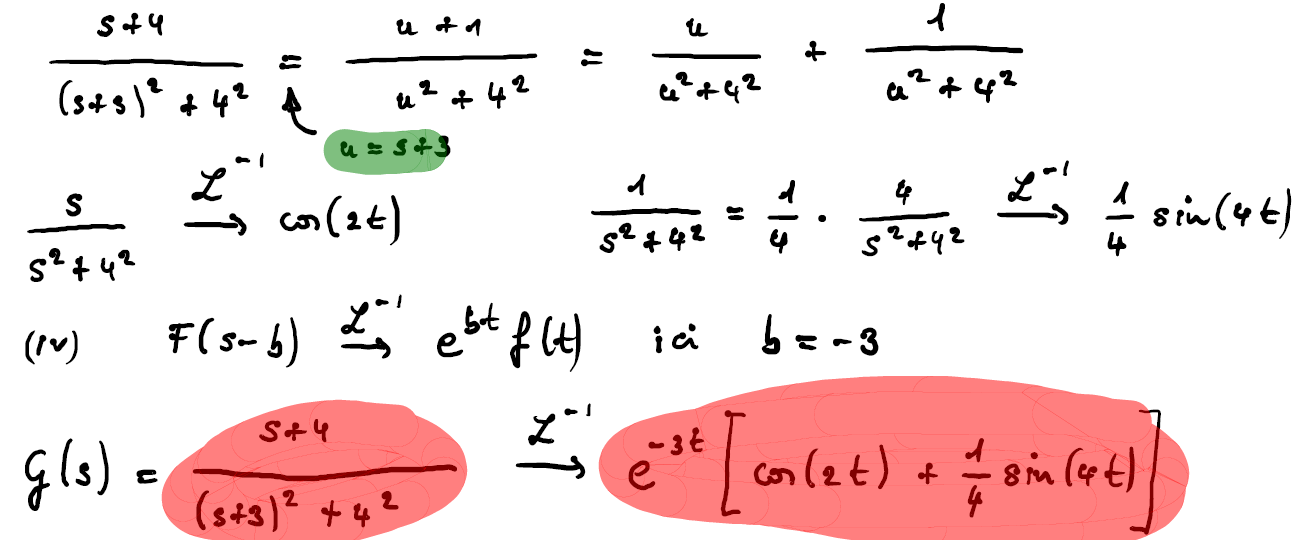 $\frac{s+4}{(s+3)^2 + 4^2} = \frac{u+1}{u^2+4^2} = \frac{u}{u^2+4^2} + \frac{1}{u^2+4^2}$
$u = s+3$
$\frac{s}{s^2+4^2} \xrightarrow{\mathcal{L}^{-1}} \cos(2t) \qquad \frac{1}{s^2+4^2} = \frac{1}{4} \cdot \frac{4}{s^2+4^2} \xrightarrow{\mathcal{L}^{-1}} \frac{1}{4} \sin(4t)$
(iv) $F(s-b) \xrightarrow{\mathcal{L}^{-1}} e^{bt} f(t)$ ici $b = -3$
$G(s) = \frac{s+4}{(s+3)^2+4^2} \xrightarrow{\mathcal{L}^{-1}} e^{-3t} \left[ \cos(2t) + \frac{1}{4} \sin(4t) \right]$